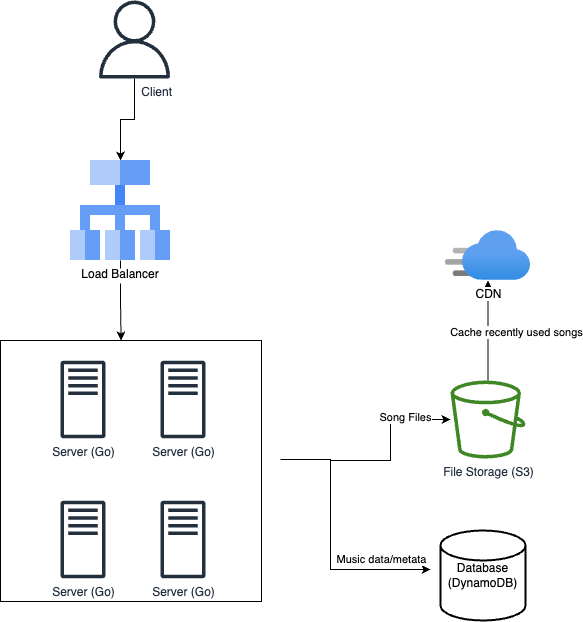 Client
Load Balancer
CDN
Cache recently used songs
Server (Go)
Server (Go)
Song Files
File Storage (S3)
Server (Go)
Server (Go)
Music data/metata
Database
(DynamoDB)